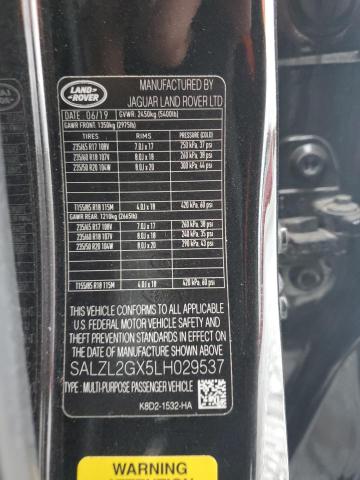 LAND ROVER
MANUFACTURED BY
JAGUAR LAND ROVER LTD
DATE 06/19 GVWR: 2450kg (5400lb)
GAWR FRONT: 1350kg (2975lb)
TIRES RIMS PRESSURE (COLD)
235/65 R17 108V 7.0J x 17 250 kPa, 37 psi
235/60 R18 107V 8.0J x 18 260 kPa, 38 psi
235/50 R20 104W 8.0J x 20 300 kPa, 44 psi
T155/85 R18 115M 4.0J x 18 420 kPa, 60 psi
GAWR REAR: 1210kg (2665lb)
235/65 R17 108V 7.0J x 17 260 kPa, 38 psi
235/60 R18 107V 8.0J x 18 240 kPa, 35 psi
235/50 R20 104W 8.0J x 20 290 kPa, 43 psi
T155/85 R18 115M 4.0J x 18 420 kPa, 60 psi
THIS VEHICLE CONFORMS TO ALL APPLICABLE
U.S. FEDERAL MOTOR VEHICLE SAFETY AND
THEFT PREVENTION STANDARDS IN EFFECT ON
THE DATE OF MANUFACTURE SHOWN ABOVE
SALZL2GX5LH029537
TYPE : MULTI-PURPOSE PASSENGER VEHICLE
K8D2-1532-HA
WARNING
BEFORE DETACHING